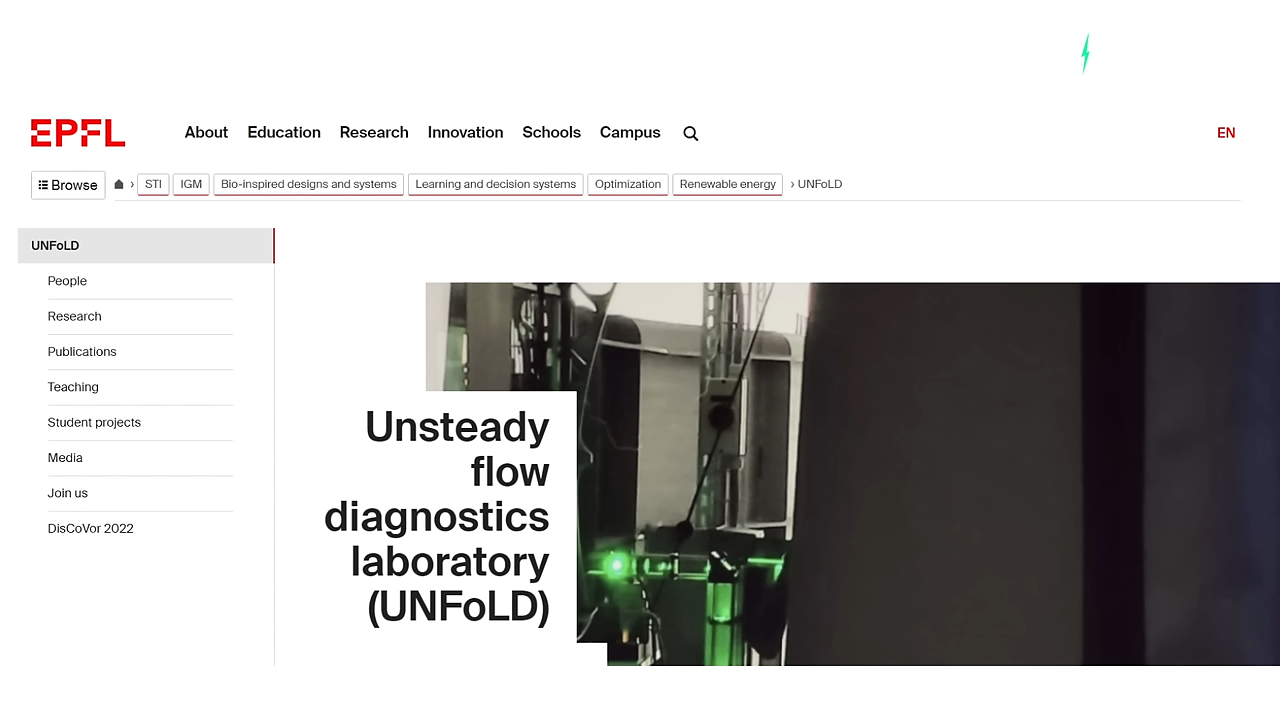 EPFL About Education Research Innovation Schools Campus EN
Browse › STI IGM Bio-inspired designs and systems Learning and decision systems Optimization Renewable energy › UNFoLD
UNFoLD
People
Research
Publications
Teaching
Student projects
Media
Join us
DisCoVor 2022
Unsteady
flow
diagnostics
laboratory
(UNFoLD)